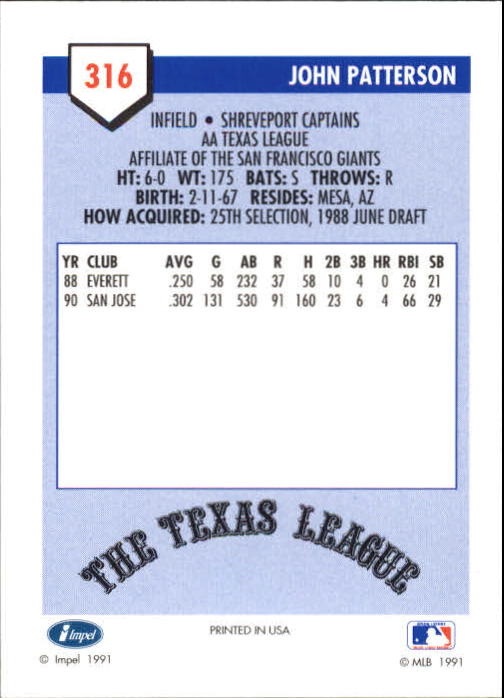 316
JOHN PATTERSON
INFIELD • SHREVEPORT CAPTAINS
AA TEXAS LEAGUE
AFFILIATE OF THE SAN FRANCISCO GIANTS
HT: 6-0 WT: 175 BATS: S THROWS: R
BIRTH: 2-11-67 RESIDES: MESA, AZ
HOW ACQUIRED: 25TH SELECTION, 1988 JUNE DRAFT
YR CLUB AVG G AB R H 2B 3B HR RBI SB
88 EVERETT .250 58 232 37 58 10 4 0 26 21
90 SAN JOSE .302 131 530 91 160 23 6 4 66 29
THE TEXAS LEAGUE
Impel
PRINTED IN USA
© Impel 1991
© MLB 1991